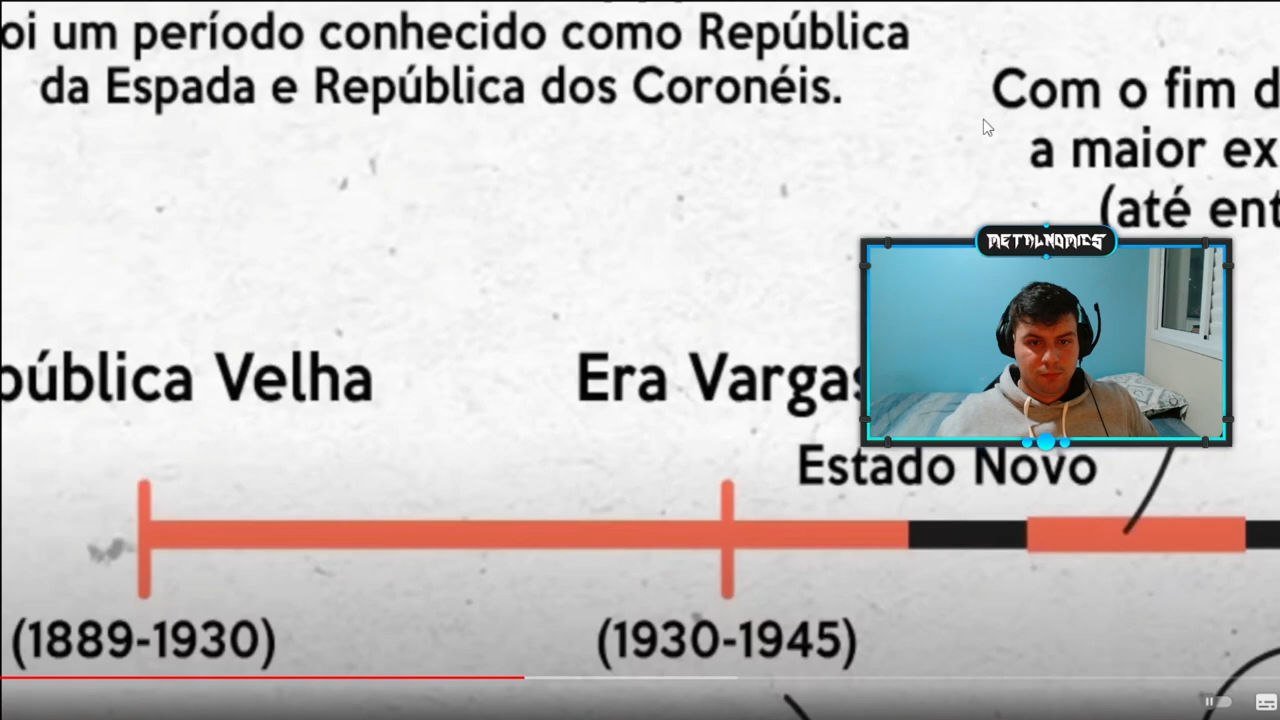 oi um período conhecido como República
da Espada e República dos Coronéis.
Com o fim d
a maior ex
(até ent
METALNOMICS
pública Velha
Era Vargas
Estado Novo
(1889-1930)
(1930-1945)